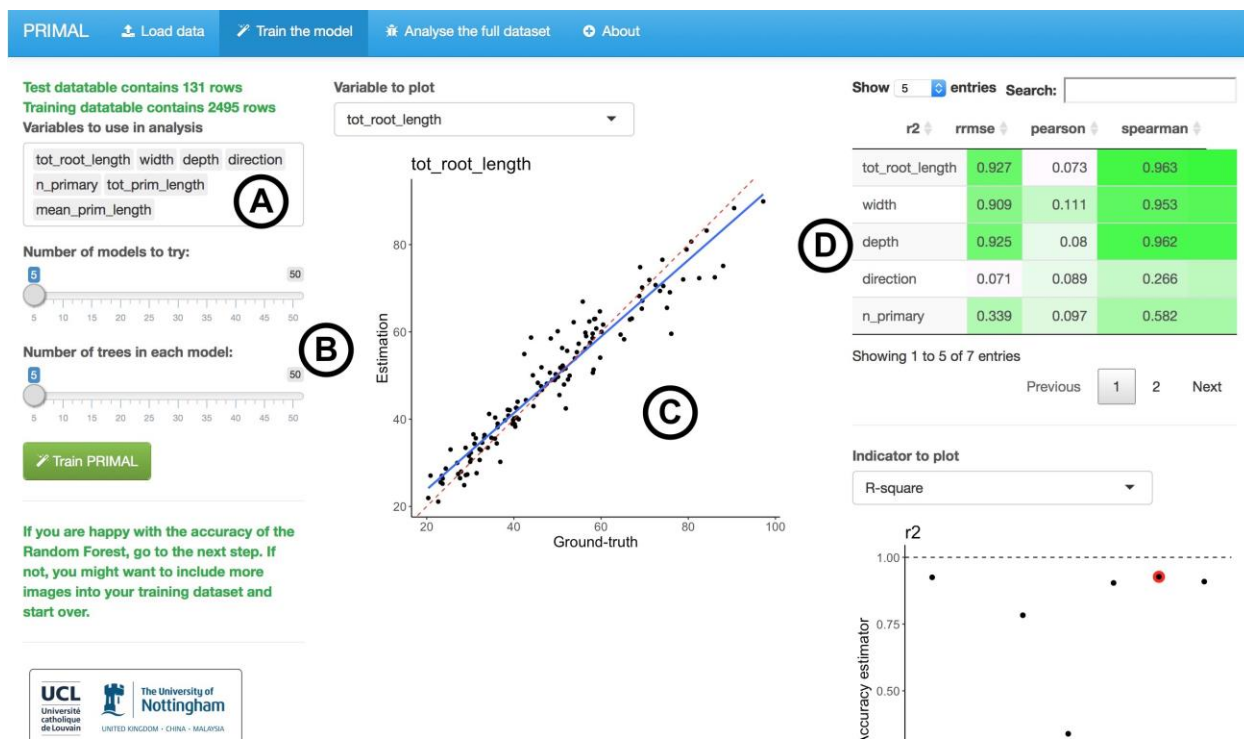 PRIMAL Load data Train the model Analyse the full dataset About
Test datatable contains 131 rows
Training datatable contains 2495 rows
Variables to use in analysis
tot_root_length width depth direction
n_primary tot_prim_length
mean_prim_length
A
Number of models to try:
5 50
5 10 15 20 25 30 35 40 45 50
B
Number of trees in each model:
5 50
5 10 15 20 25 30 35 40 45 50
Train PRIMAL
If you are happy with the accuracy of the
Random Forest, go to the next step. If
not, you might want to include more
images into your training dataset and
start over.
UCL
Université
catholique
de Louvain
The University of
Nottingham
UNITED KINGDOM · CHINA · MALAYSIA
Variable to plot
tot_root_length
tot_root_length
Estimation
80
60
40
20
20 40 60 80 100
Ground-truth
C
Show 5 entries Search:
r2 rrmse pearson spearman
tot_root_length 0.927 0.073 0.963
width 0.909 0.111 0.953
D
depth 0.925 0.08 0.962
direction 0.071 0.089 0.266
n_primary 0.339 0.097 0.582
Showing 1 to 5 of 7 entries
Previous 1 2 Next
Indicator to plot
R-square
r2
1.00
0.75
0.50
Accuracy estimator